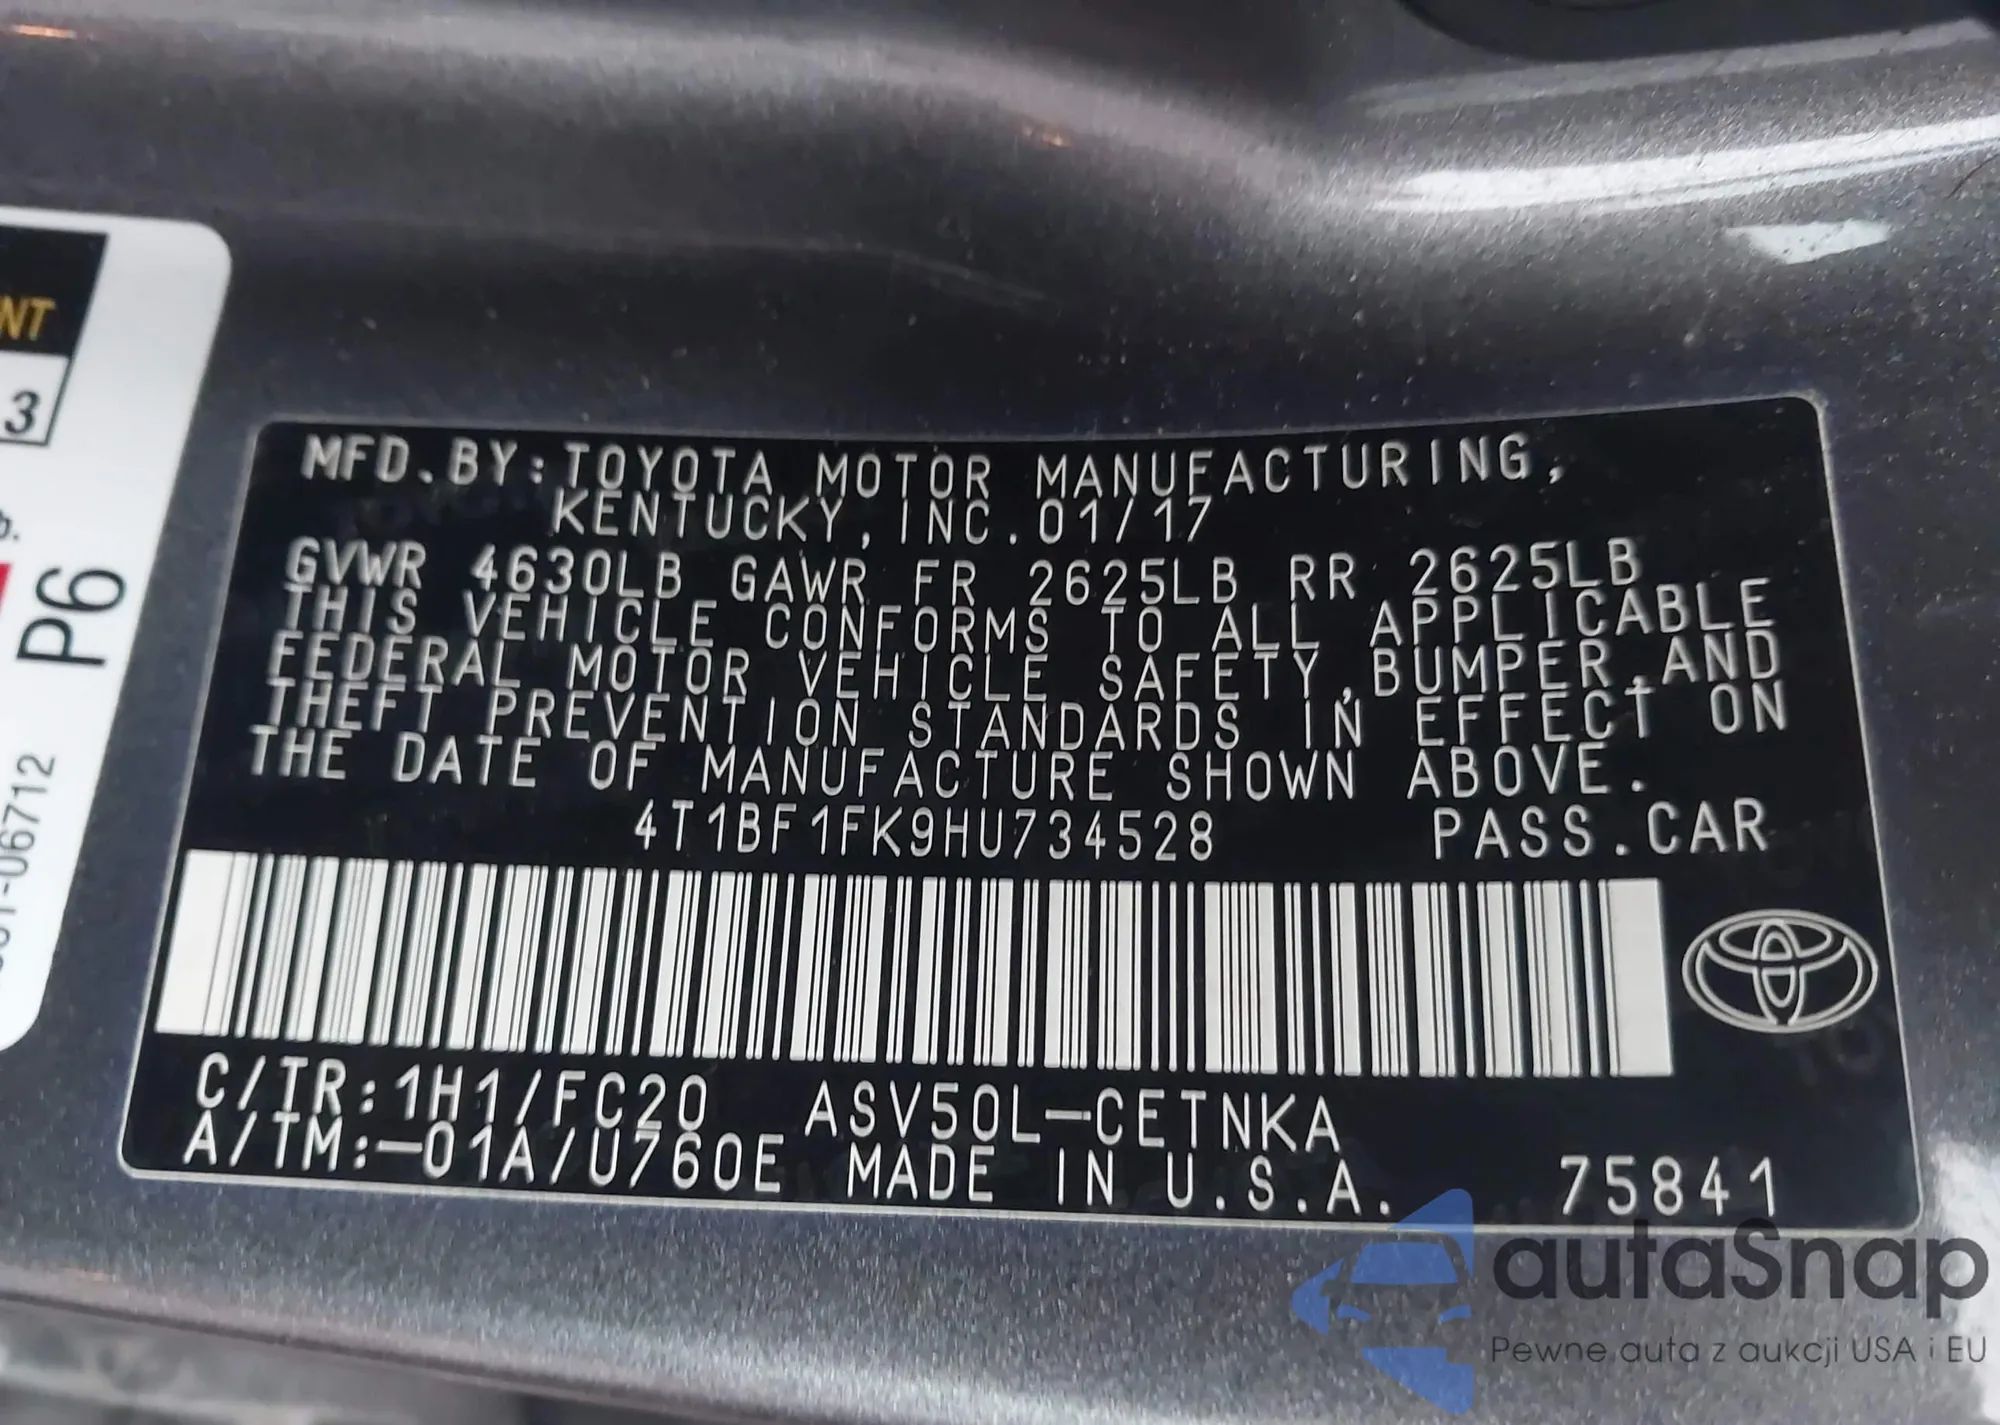 NT
3
b.
P6
-06712
MFD.BY:TOYOTA MOTOR MANUFACTURING,
KENTUCKY,INC.01/17
GVWR 4630LB GAWR FR 2625LB RR 2625LB
THIS VEHICLE CONFORMS TO ALL APPLICABLE
FEDERAL MOTOR VEHICLE SAFETY,BUMPER,AND
THEFT PREVENTION STANDARDS IN EFFECT ON
THE DATE OF MANUFACTURE SHOWN ABOVE.
4T1BF1FK9HU734528 PASS.CAR
C/TR:1H1/FC20 ASV50L-CETNKA
A/TM:-01A/U760E MADE IN U.S.A. 75841
autaSnap
Pewne auta z aukcji USA i EU